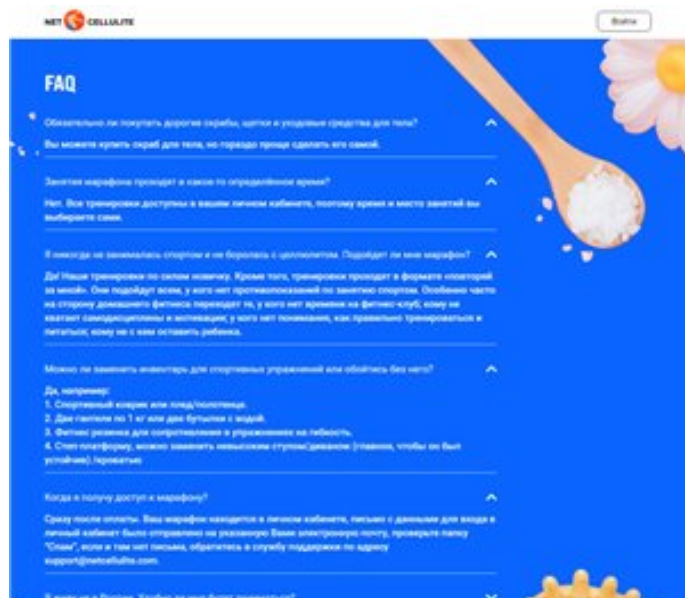 NET CELLULITE
Войти
FAQ
Обязательно ли покупать дорогие скрабы, щетки и уходовые средства для тела?
Вы можете купить скраб для тела, но гораздо проще сделать его самой.
Занятия марафона проходят в какое-то определённое время?
Нет. Все тренировки доступны в вашем личном кабинете, поэтому время и место занятий вы
выбираете сами.
Я никогда не занималась спортом и не боролась с целлюлитом. Подойдет ли мне марафон?
Да! Наши тренировки по силам новичку. Кроме того, тренировки проходят в формате «повторяй
за мной». Они подойдут всем, у кого нет противопоказаний по занятию спортом. Особенно часто
на сторону домашнего фитнеса переходят те, у кого нет времени на фитнес-клуб; кому не
хватает самодисциплины и мотивации; у кого нет понимания, как правильно тренироваться и
питаться; кому не с кем оставить ребенка.
Можно ли заменить инвентарь для спортивных упражнений или обойтись без него?
Да, например:
1. Спортивный коврик или плед/полотенце.
2. Две гантели по 1 кг или две бутылки с водой.
3. Фитнес резинка для сопротивления в упражнениях на гибкость.
4. Степ-платформу, можно заменить невысоким стулом/диваном (главное, чтобы он был
устойчив) /кроватью
Когда я получу доступ к марафону?
Сразу после оплаты. Ваш марафон находится в личном кабинете, письмо с данными для входа в
личный кабинет было отправлено на указанную Вами электронную почту, проверьте папку
"Спам", если и там нет письма, обратитесь в службу поддержки по адресу
support@netcellulite.com.